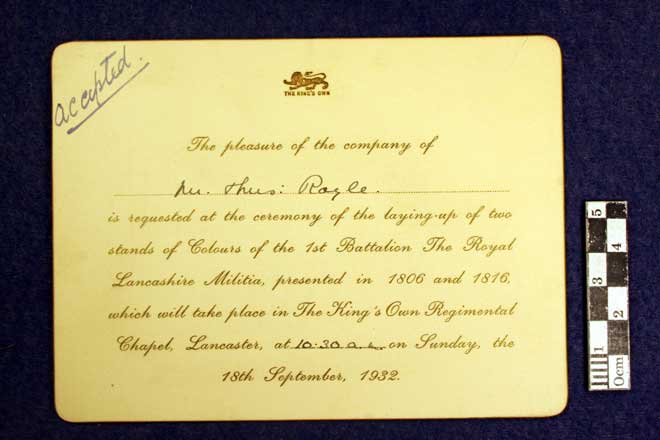 accepted.
THE KING'S OWN
The pleasure of the company of
Mr. Thos: Royle.
is requested at the ceremony of the laying-up of two
stands of Colours of the 1st Battalion The Royal
Lancashire Militia, presented in 1806 and 1816,
which will take place in The King's Own Regimental
Chapel, Lancaster, at 10.30 a.m. on Sunday, the
18th September, 1932.
5
4
3
2
1
0cm